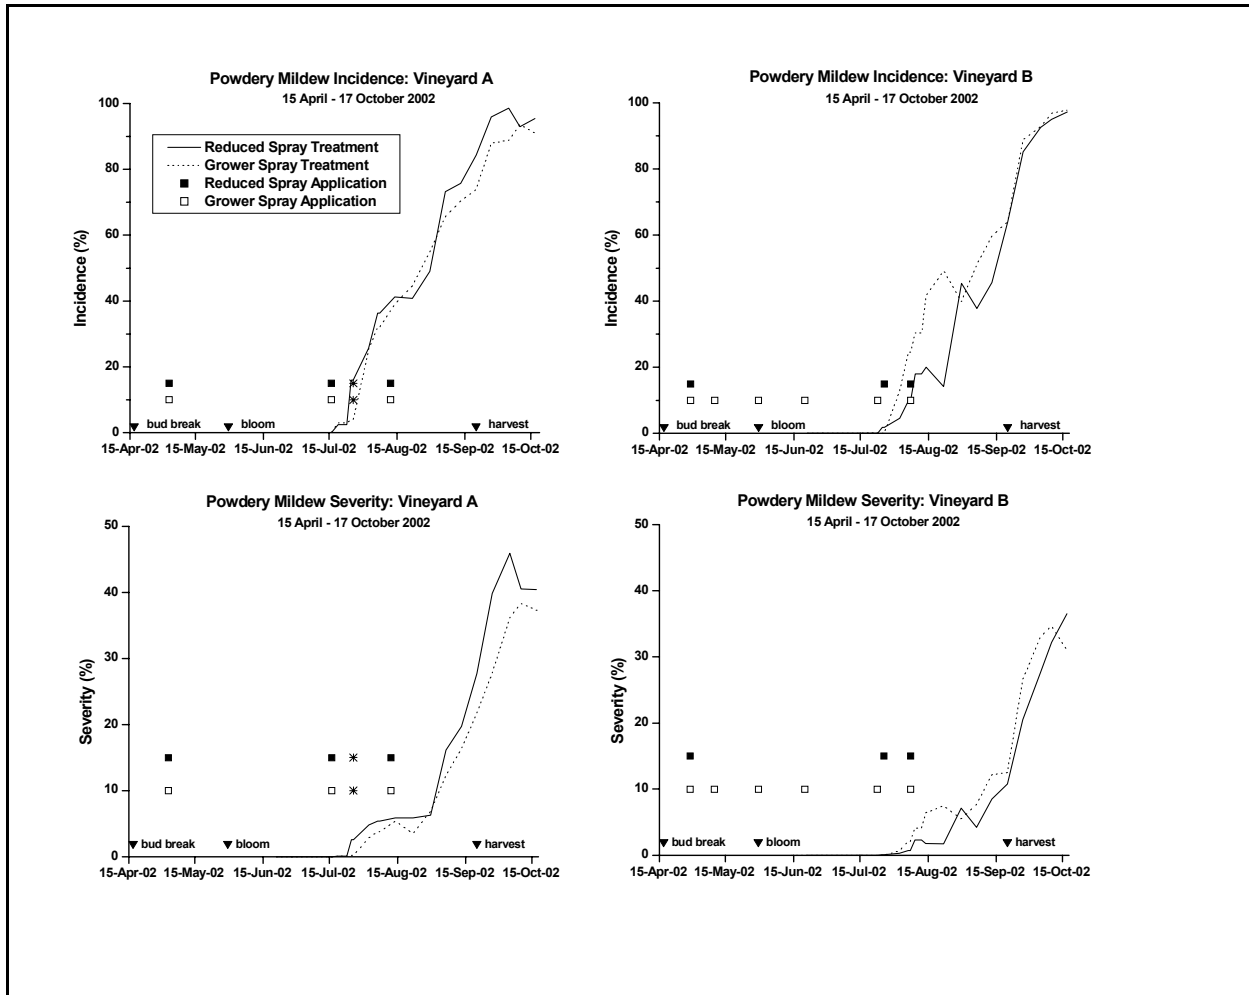 Powdery Mildew Incidence: Vineyard A
15 April - 17 October 2002
100
80
60
40
20
0
Incidence (%)
Reduced Spray Treatment
Grower Spray Treatment
Reduced Spray Application
Grower Spray Application
bud break
bloom
harvest
15-Apr-02 15-May-02 15-Jun-02 15-Jul-02 15-Aug-02 15-Sep-02 15-Oct-02
Powdery Mildew Incidence: Vineyard B
15 April - 17 October 2002
100
80
60
40
20
0
Incidence (%)
bud break
bloom
harvest
15-Apr-02 15-May-02 15-Jun-02 15-Jul-02 15-Aug-02 15-Sep-02 15-Oct-02
Powdery Mildew Severity: Vineyard A
15 April - 17 October 2002
50
40
30
20
10
0
Severity (%)
bud break
bloom
harvest
15-Apr-02 15-May-02 15-Jun-02 15-Jul-02 15-Aug-02 15-Sep-02 15-Oct-02
Powdery Mildew Severity: Vineyard B
15 April - 17 October 2002
50
40
30
20
10
0
Severity (%)
bud break
bloom
harvest
15-Apr-02 15-May-02 15-Jun-02 15-Jul-02 15-Aug-02 15-Sep-02 15-Oct-02